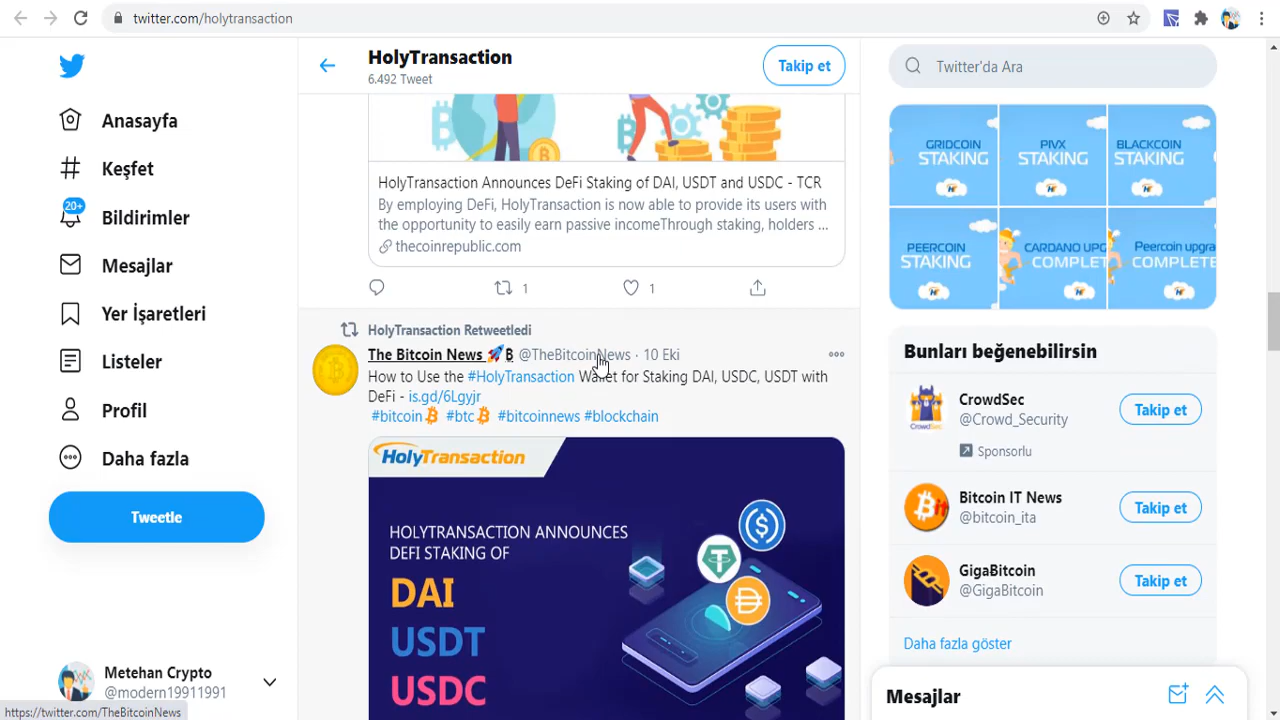 twitter.com/holytransaction
HolyTransaction
6.492 Tweet
Takip et
Twitter'da Ara
Anasayfa
Keşfet
20+
Bildirimler
Mesajlar
Yer İşaretleri
Listeler
Profil
Daha fazla
Tweetle
Metehan Crypto
@modern19911991
https://twitter.com/TheBitcoinNews
HolyTransaction Announces DeFi Staking of DAI, USDT and USDC - TCR
By employing DeFi, HolyTransaction is now able to provide its users with
the opportunity to easily earn passive incomeThrough staking, holders ...
thecoinrepublic.com
1
1
HolyTransaction Retweetledi
The Bitcoin News 🚀₿ @TheBitcoinNews · 10 Eki
How to Use the #HolyTransaction Wallet for Staking DAI, USDC, USDT with
DeFi - is.gd/6Lgyjr
#bitcoin #btc #bitcoinnews #blockchain
HolyTransaction
HOLYTRANSACTION ANNOUNCES
DEFI STAKING OF
DAI
USDT
USDC
GRIDCOIN
STAKING
PIVX
STAKING
BLACKCOIN
STAKING
PEERCOIN
STAKING
CARDANO UPG
COMPLET
Peercoin upgra
COMPLETE
Bunları beğenebilirsin
CrowdSec
@Crowd_Security
Takip et
Sponsorlu
Bitcoin IT News
@bitcoin_ita
Takip et
GigaBitcoin
@GigaBitcoin
Takip et
Daha fazla göster
Mesajlar